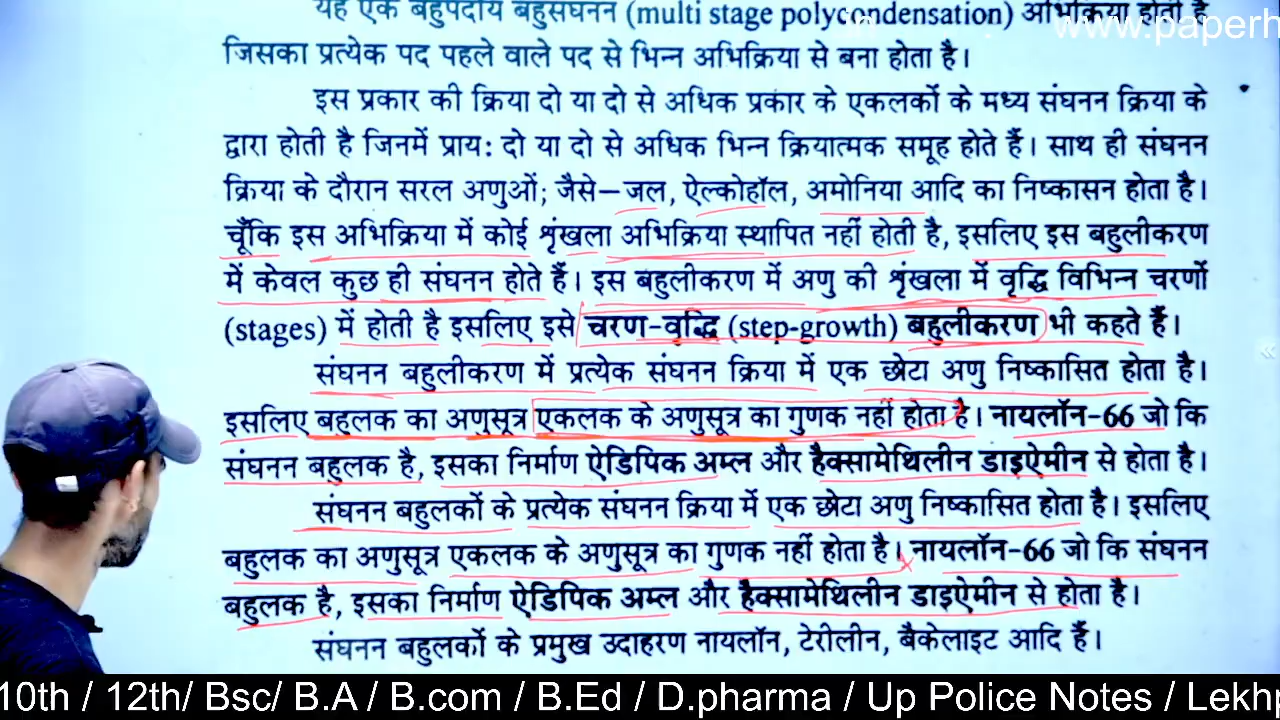 यह एक बहुपदीय बहुसंघनन (multi stage polycondensation) अभिक्रिया होती है
in www.paperh
जिसका प्रत्येक पद पहले वाले पद से भिन्न अभिक्रिया से बना होता है।
इस प्रकार की क्रिया दो या दो से अधिक प्रकार के एकलकों के मध्य संघनन क्रिया के
द्वारा होती है जिनमें प्राय: दो या दो से अधिक भिन्न क्रियात्मक समूह होते हैं। साथ ही संघनन
क्रिया के दौरान सरल अणुओं; जैसे—जल, ऐल्कोहॉल, अमोनिया आदि का निष्कासन होता है।
चूँकि इस अभिक्रिया में कोई शृंखला अभिक्रिया स्थापित नहीं होती है, इसलिए इस बहुलीकरण
में केवल कुछ ही संघनन होते हैं। इस बहुलीकरण में अणु की शृंखला में वृद्धि विभिन्न चरणों
(stages) में होती है इसलिए इसे चरण-वृद्धि (step-growth) बहुलीकरण भी कहते हैं।
संघनन बहुलीकरण में प्रत्येक संघनन क्रिया में एक छोटा अणु निष्कासित होता है।
इसलिए बहुलक का अणुसूत्र एकलक के अणुसूत्र का गुणक नहीं होता है। नायलॉन-66 जो कि
संघनन बहुलक है, इसका निर्माण ऐडिपिक अम्ल और हैक्सामेथिलीन डाइऐमीन से होता है।
संघनन बहुलकों के प्रत्येक संघनन क्रिया में एक छोटा अणु निष्कासित होता है। इसलिए
बहुलक का अणुसूत्र एकलक के अणुसूत्र का गुणक नहीं होता है। नायलॉन-66 जो कि संघनन
बहुलक है, इसका निर्माण ऐडिपिक अम्ल और हैक्सामेथिलीन डाइऐमीन से होता है।
संघनन बहुलकों के प्रमुख उदाहरण नायलॉन, टेरीलीन, बैकेलाइट आदि हैं।
10th / 12th/ Bsc/ B.A / B.com / B.Ed / D.pharma / Up Police Notes / Lekhp